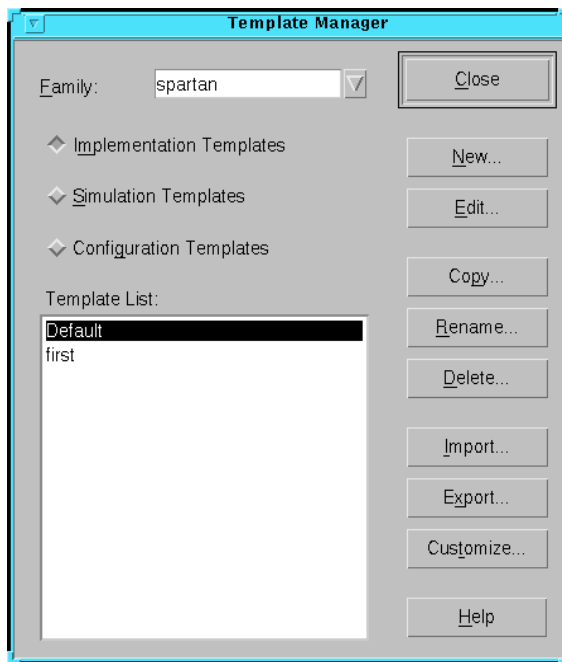 Template Manager
Family: spartan
Close
Implementation Templates
New...
Simulation Templates
Edit...
Configuration Templates
Copy...
Template List:
Rename...
Default
first
Delete...
Import...
Export...
Customize...
Help